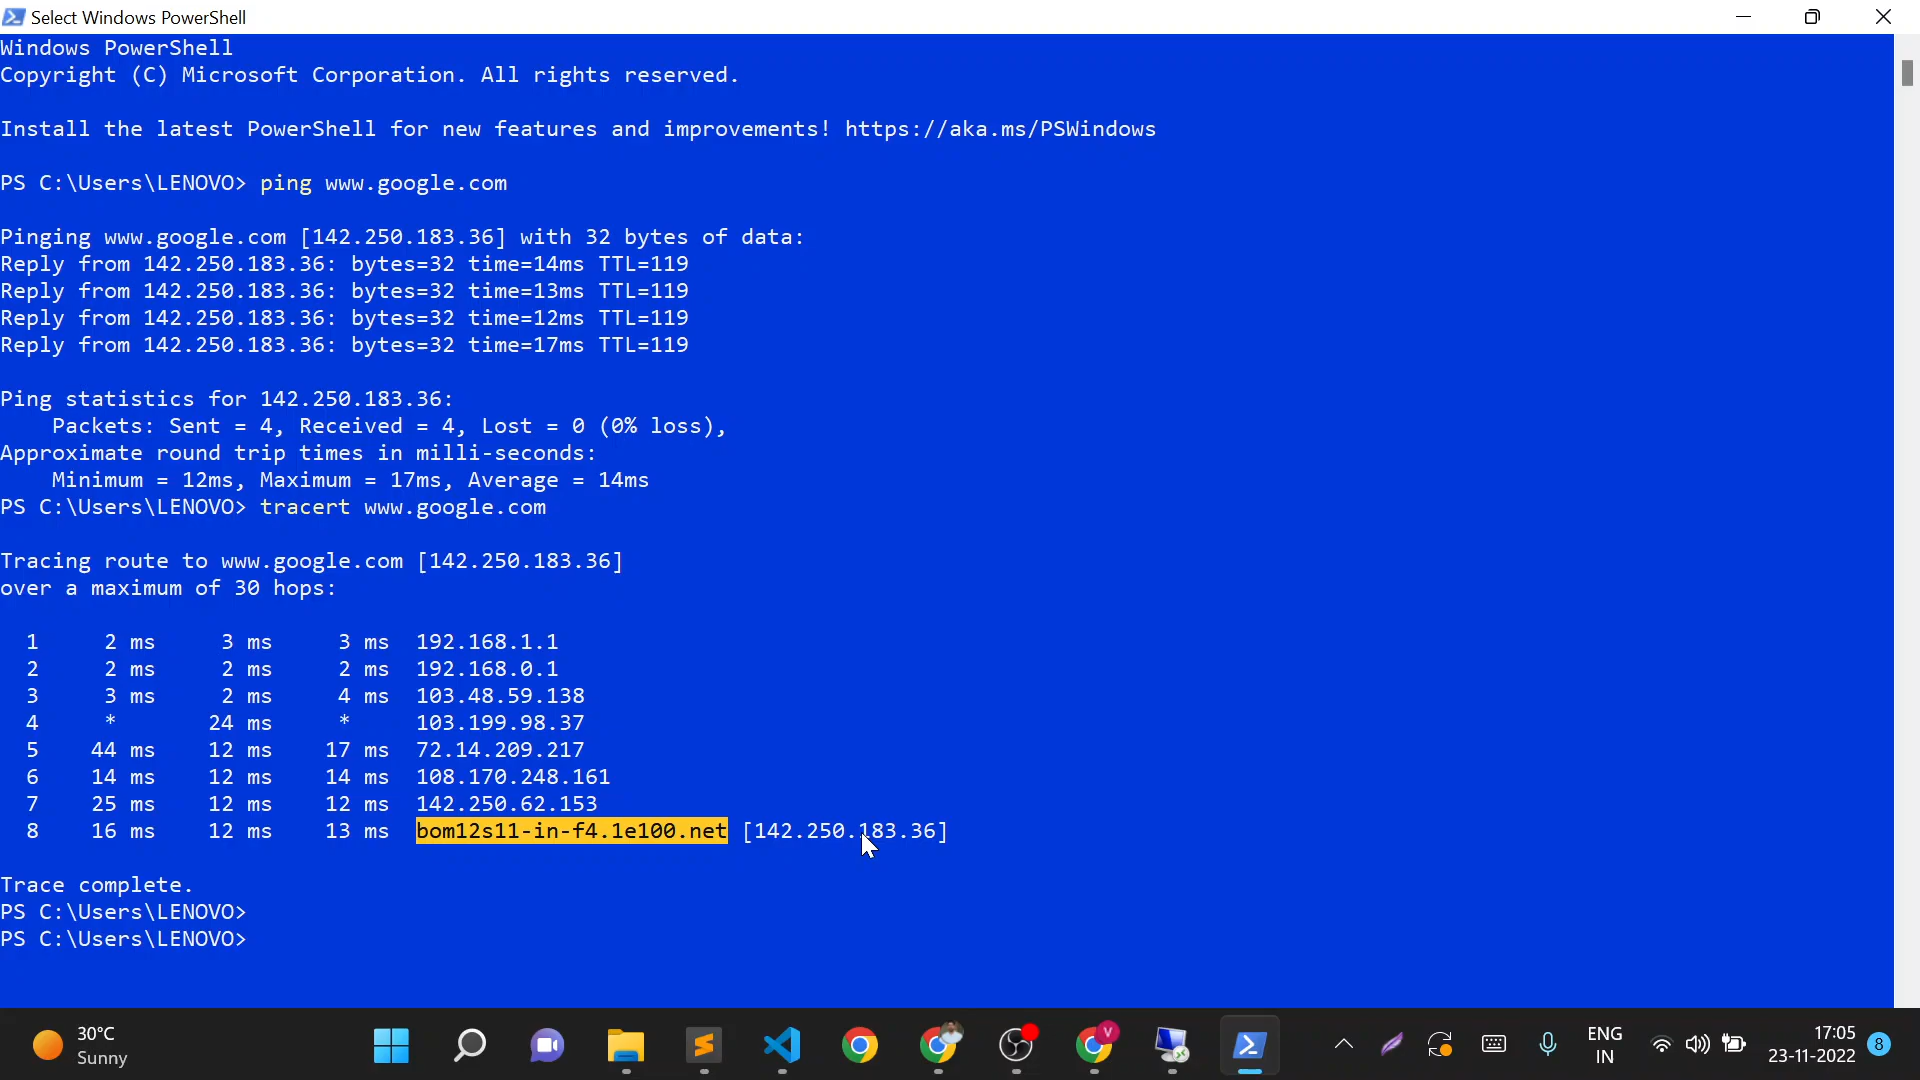 Select Windows PowerShell
Windows PowerShell
Copyright (C) Microsoft Corporation. All rights reserved.
Install the latest PowerShell for new features and improvements! https://aka.ms/PSWindows
PS C:\Users\LENOVO> ping www.google.com
Pinging www.google.com [142.250.183.36] with 32 bytes of data:
Reply from 142.250.183.36: bytes=32 time=14ms TTL=119
Reply from 142.250.183.36: bytes=32 time=13ms TTL=119
Reply from 142.250.183.36: bytes=32 time=12ms TTL=119
Reply from 142.250.183.36: bytes=32 time=17ms TTL=119
Ping statistics for 142.250.183.36:
    Packets: Sent = 4, Received = 4, Lost = 0 (0% loss),
Approximate round trip times in milli-seconds:
    Minimum = 12ms, Maximum = 17ms, Average = 14ms
PS C:\Users\LENOVO> tracert www.google.com
Tracing route to www.google.com [142.250.183.36]
over a maximum of 30 hops:
  1     2 ms     3 ms     3 ms  192.168.1.1
  2     2 ms     2 ms     2 ms  192.168.0.1
  3     3 ms     2 ms     4 ms  103.48.59.138
  4     *       24 ms     *     103.199.98.37
  5    44 ms    12 ms    17 ms  72.14.209.217
  6    14 ms    12 ms    14 ms  108.170.248.161
  7    25 ms    12 ms    12 ms  142.250.62.153
  8    16 ms    12 ms    13 ms  bom12s11-in-f4.1e100.net [142.250.183.36]
Trace complete.
PS C:\Users\LENOVO>
PS C:\Users\LENOVO>
30°C
Sunny
V
ENG
IN
17:05
23-11-2022
8